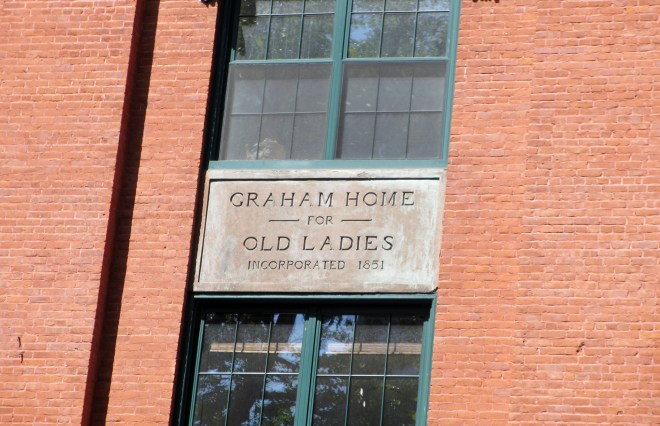 GRAHAM HOME
FOR
OLD LADIES
INCORPORATED 1851